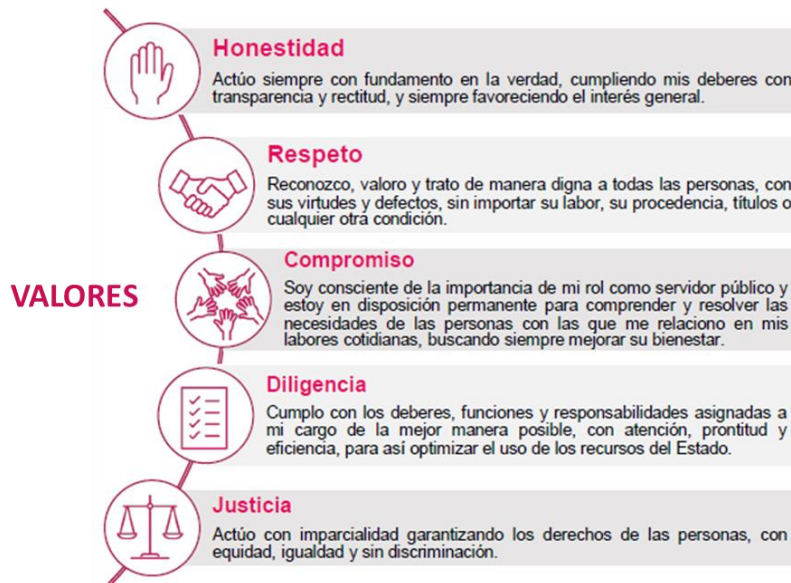 VALORES
Honestidad
Actúo siempre con fundamento en la verdad, cumpliendo mis deberes con
transparencia y rectitud, y siempre favoreciendo el interés general.
Respeto
Reconozco, valoro y trato de manera digna a todas las personas, con
sus virtudes y defectos, sin importar su labor, su procedencia, títulos o
cualquier otra condición.
Compromiso
Soy consciente de la importancia de mi rol como servidor público y
estoy en disposición permanente para comprender y resolver las
necesidades de las personas con las que me relaciono en mis
labores cotidianas, buscando siempre mejorar su bienestar.
Diligencia
Cumplo con los deberes, funciones y responsabilidades asignadas a
mi cargo de la mejor manera posible, con atención, prontitud y
eficiencia, para así optimizar el uso de los recursos del Estado.
Justicia
Actúo con imparcialidad garantizando los derechos de las personas, con
equidad, igualdad y sin discriminación.